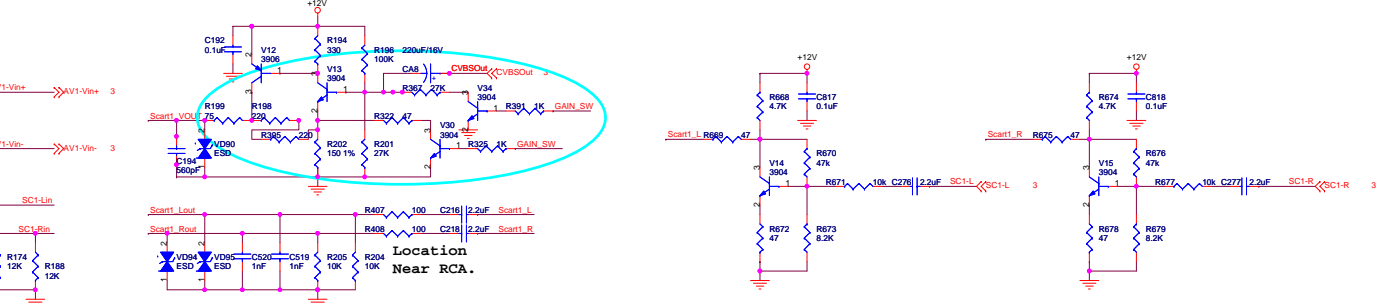 +12V
C192
0.1uF
V12
3906
R194
330
R196
100K
220uF/16V
CA8
CVBSOut
CVBSOut 3
V13
3904
R367 27K
V34
3904
R391 1K
GAIN_SW
R199
75
R198
220
Scart1_VOUT
R395 220
R322 47
V30
3904
R325 1K
GAIN_SW
VD90
ESD
C194
560pF
R202
150 1%
R201
27K
AV1-Vin+ 3
AV1-Vin- 3
SC1-Lin
SC1-Rin
R174
12K
R188
12K
Scart1_Lout
R407 100
C216 2.2uF
Scart1_L
Scart1_Rout
R408 100
C218 2.2uF
Scart1_R
VD94
ESD
VD95
ESD
C520
1nF
C519
1nF
R205
10K
R204
10K
Location
Near RCA.
+12V
R668
4.7K
C817
0.1uF
Scart1_L
R669 47
R670
47k
V14
3904
R671 10k
C276 2.2uF
SC1-L
SC1-L 3
R672
47
R673
8.2K
+12V
R674
4.7K
C818
0.1uF
Scart1_R
R675 47
R676
47k
V15
3904
R677 10k
C277 2.2uF
SC1-R
SC1-R 3
R678
47
R679
8.2K